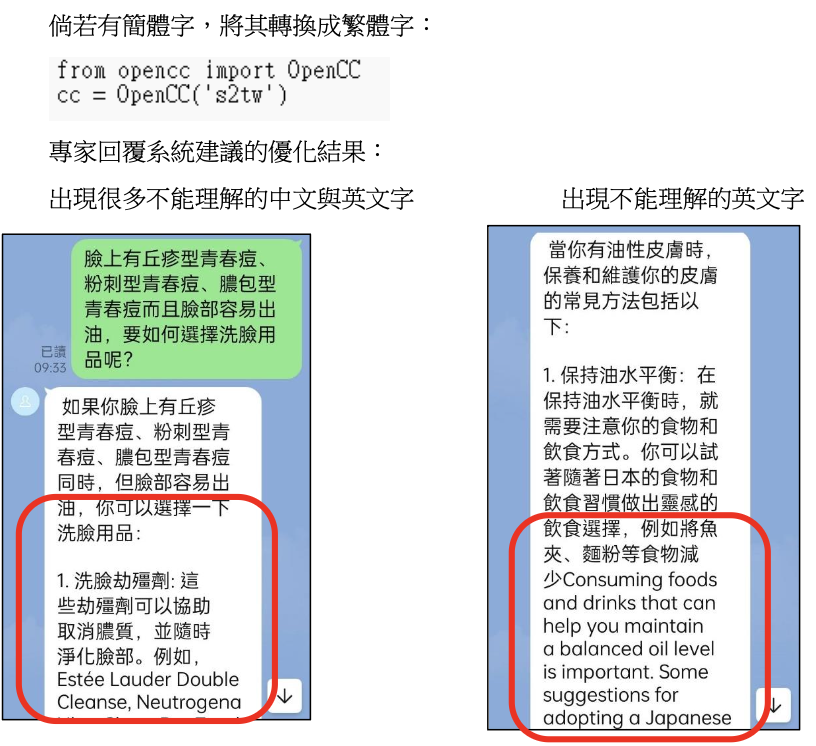 倘若有簡體字，將其轉換成繁體字：
from opencc import OpenCC
cc = OpenCC('s2tw')
專家回覆系統建議的優化結果：
出現很多不能理解的中文與英文字
出現不能理解的英文字
臉上有丘疹型青春痘、
粉刺型青春痘、膿包型
青春痘而且臉部容易出
油，要如何選擇洗臉用
品呢?
已讀
09:33
如果你臉上有丘疹
型青春痘、粉刺型青
春痘、膿包型青春痘
同時，但臉部容易出
油，你可以選擇一下
洗臉用品:
1. 洗臉劫殭劑: 這
些劫殭劑可以協助
取消膿質，並隨時
淨化臉部。例如，
Estée Lauder Double
Cleanse, Neutrogena
當你有油性皮膚時，
保養和維護你的皮膚
的常見方法包括以
下:
1. 保持油水平衡: 在
保持油水平衡時，就
需要注意你的食物和
飲食方式。你可以試
著隨著日本的食物和
飲食習慣做出靈感的
飲食選擇，例如將魚
夾、麵粉等食物減
少Consuming foods
and drinks that can
help you maintain
a balanced oil level
is important. Some
suggestions for
adopting a Japanese